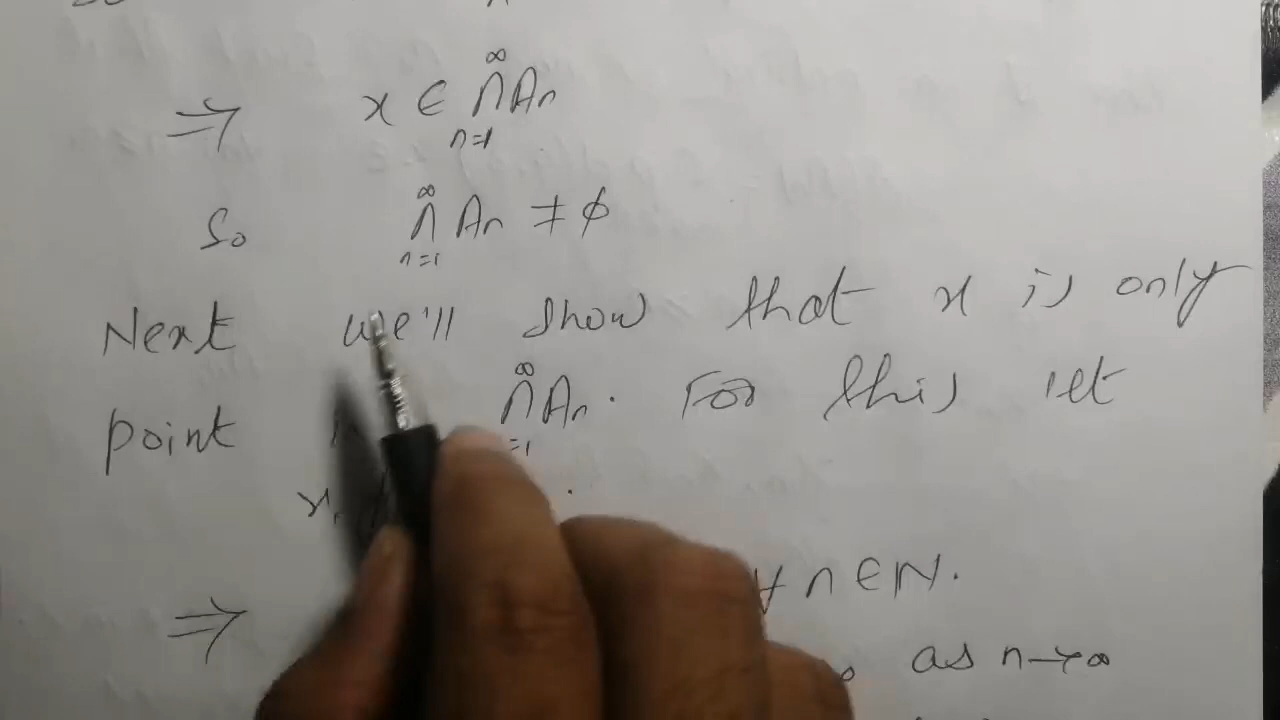 ⇒ x ∈ ∞⋂n=1 An
So ∞⋂n=1 An ≠ ϕ
Next we'll show that x is only
point ∞⋂=1 An. For this let
⇒ ∀ n ∈ N.
as n→∞